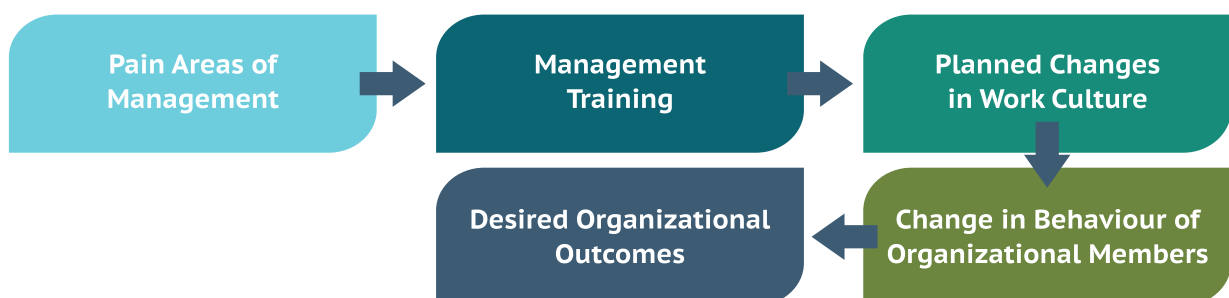 Pain Areas of
Management
Management
Training
Planned Changes
in Work Culture
Change in Behaviour of
Organizational Members
Desired Organizational
Outcomes